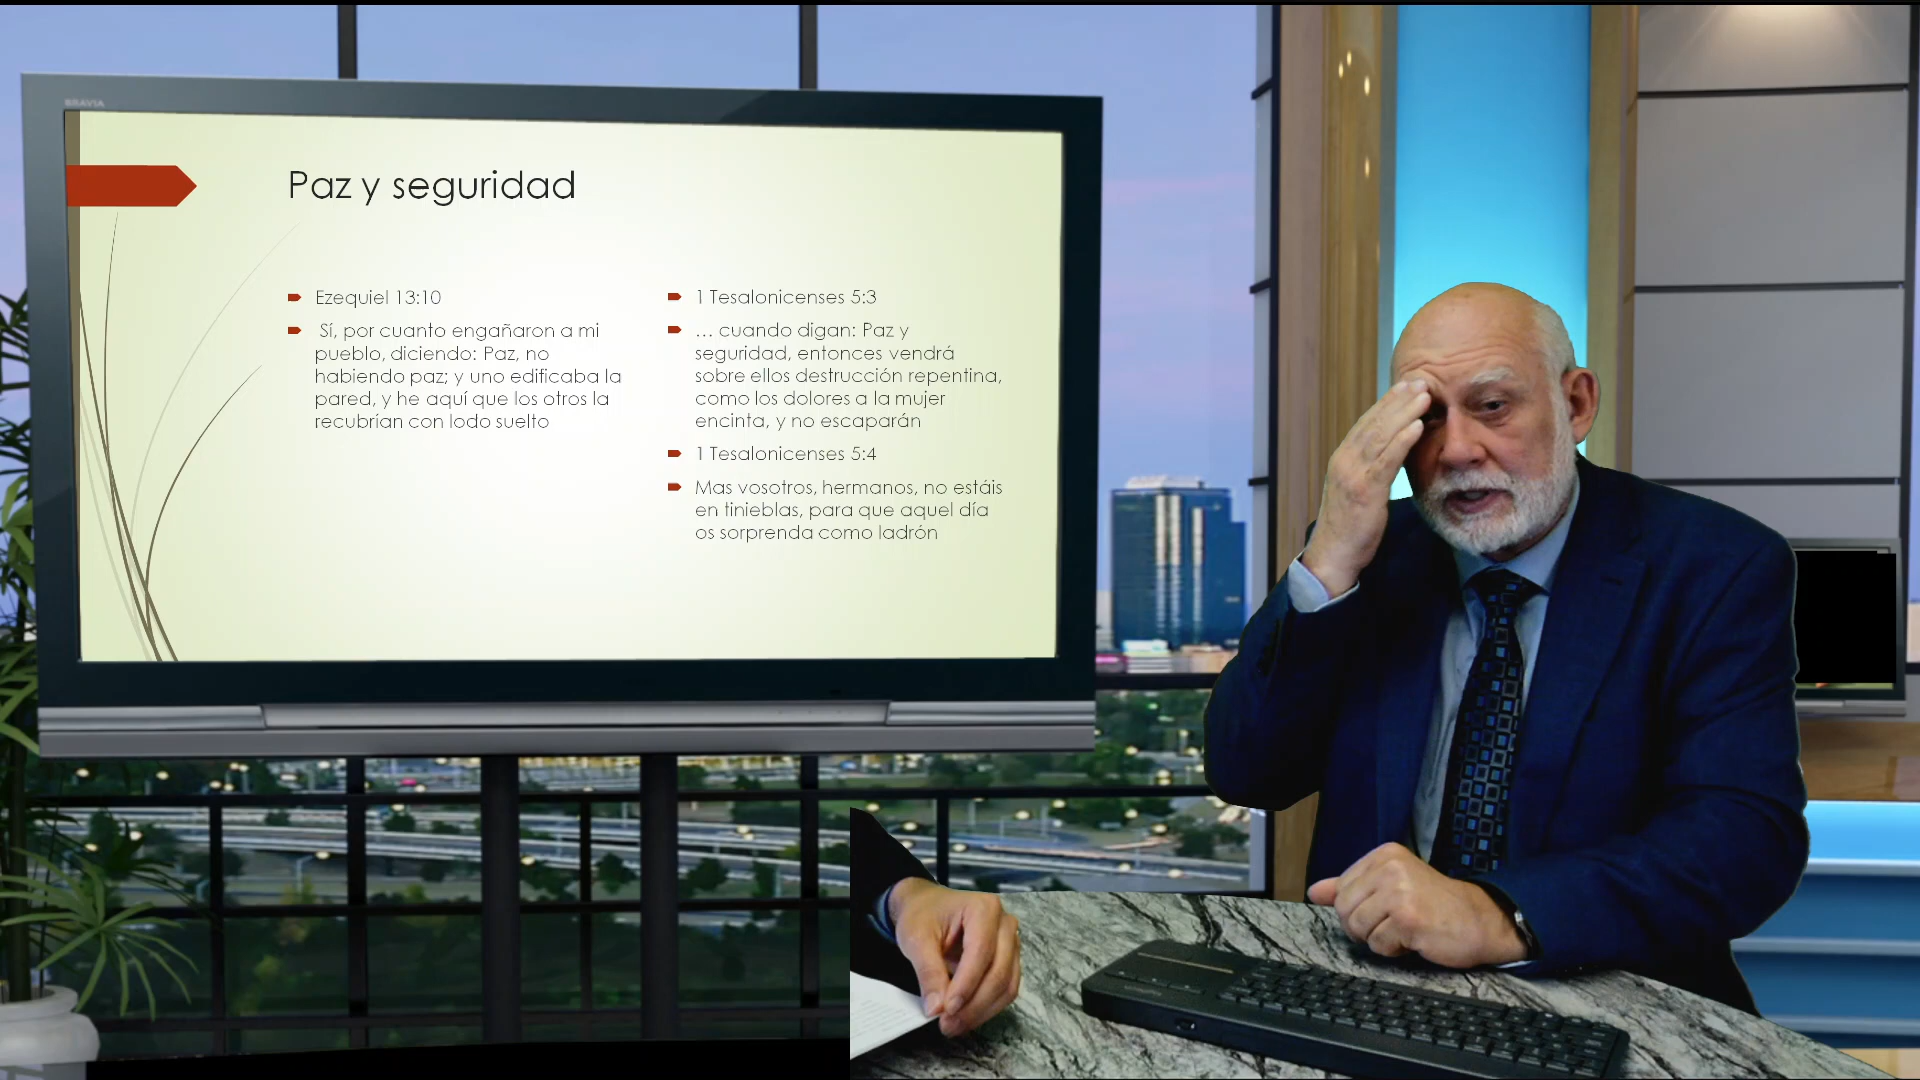 BRAVIA
Paz y seguridad
Ezequiel 13:10
Sí, por cuanto engañaron a mi
pueblo, diciendo: Paz, no
habiendo paz; y uno edificaba la
pared, y he aquí que los otros la
recubrían con lodo suelto
1 Tesalonicenses 5:3
... cuando digan: Paz y
seguridad, entonces vendrá
sobre ellos destrucción repentina,
como los dolores a la mujer
encinta, y no escaparán
1 Tesalonicenses 5:4
Mas vosotros, hermanos, no estáis
en tinieblas, para que aquel día
os sorprenda como ladrón